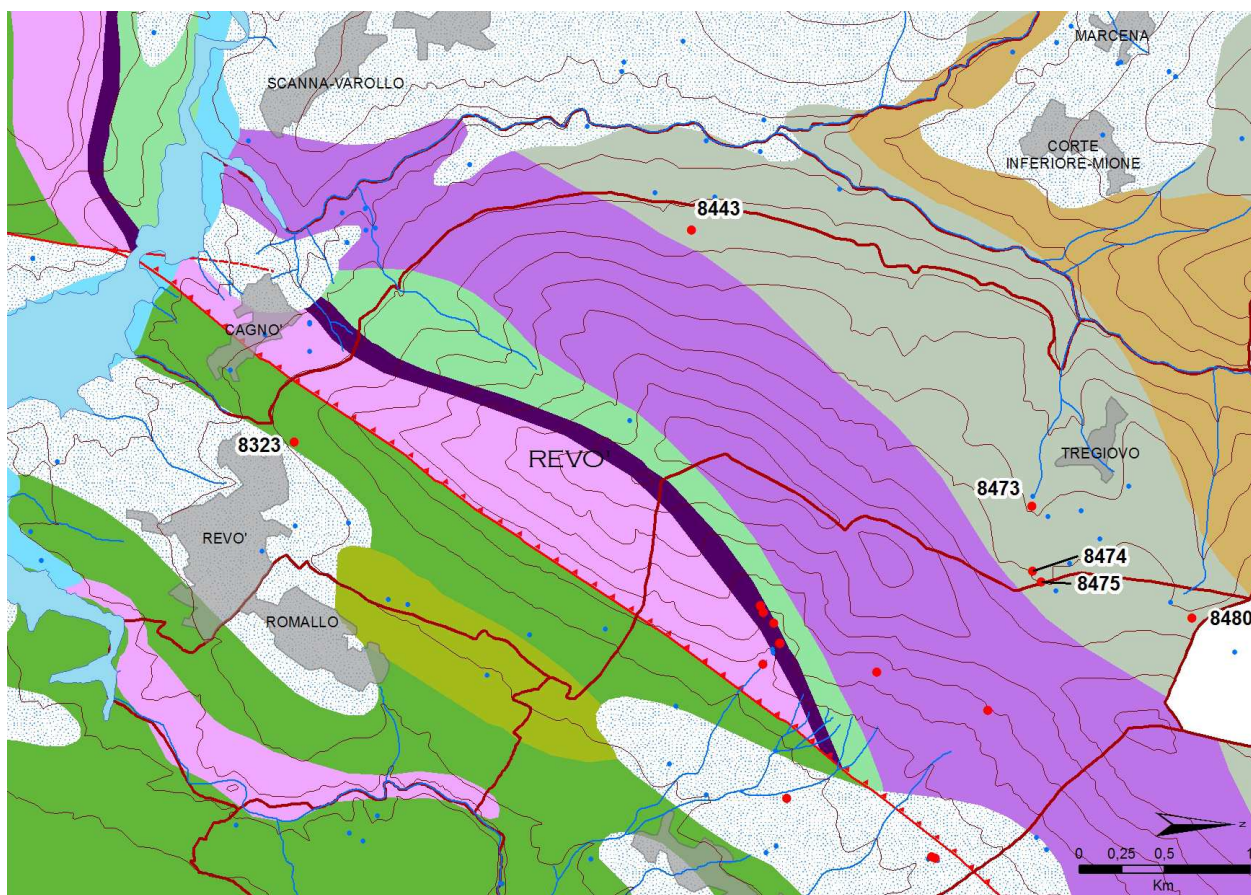 MARCENA
SCANNA-VAROLLO
CORTE
INFERIORE-MIONE
8443
CAGNO'
8323
REVO'
TREGIOVO
8473
REVO'
8474
8475
ROMALLO
8480
N
0 0,25 0,5 1
Km